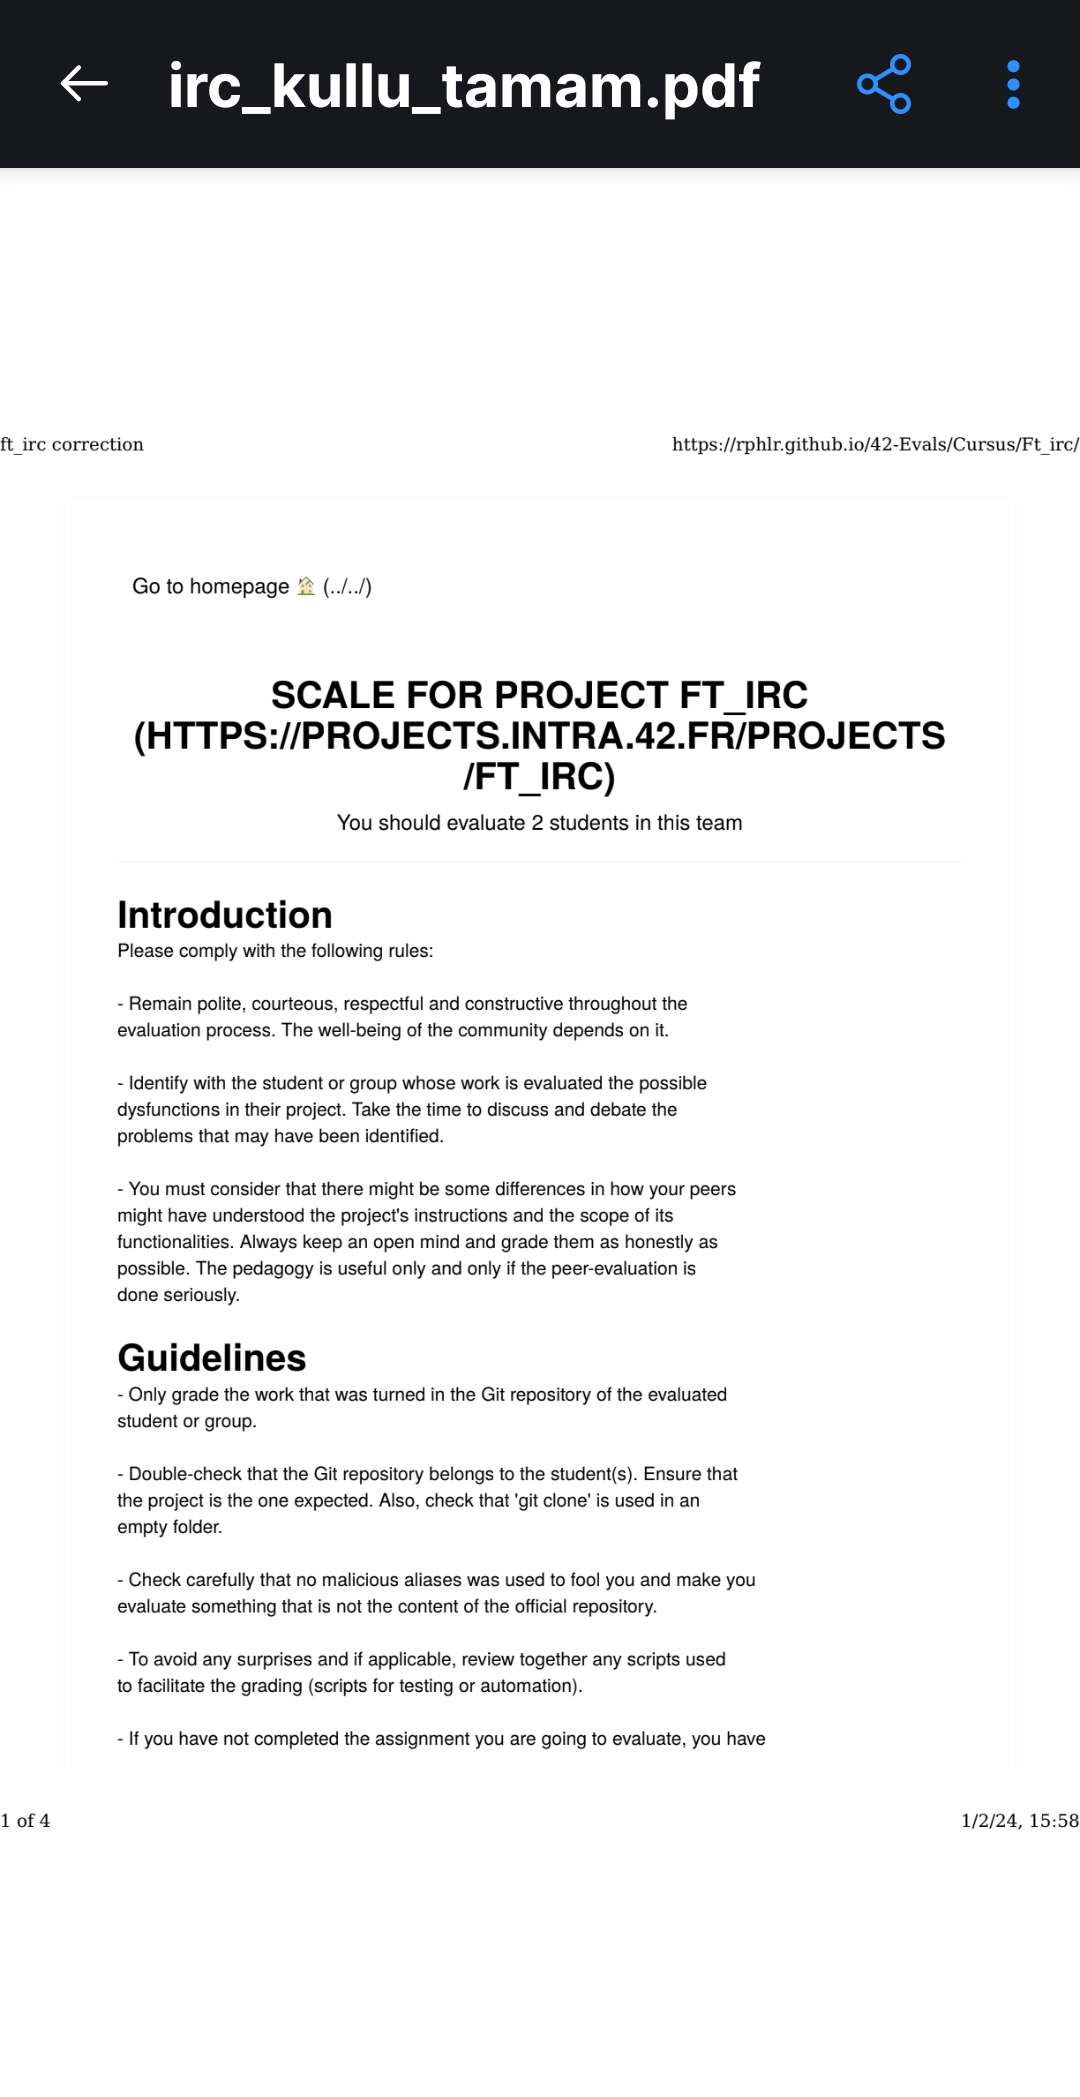 irc_kullu_tamam.pdf
ft_irc correction
https://rphlr.github.io/42-Evals/Cursus/Ft_irc/
Go to homepage 🏠 (../../)
SCALE FOR PROJECT FT_IRC
(HTTPS://PROJECTS.INTRA.42.FR/PROJECTS
/FT_IRC)
You should evaluate 2 students in this team
Introduction
Please comply with the following rules:
- Remain polite, courteous, respectful and constructive throughout the
evaluation process. The well-being of the community depends on it.
- Identify with the student or group whose work is evaluated the possible
dysfunctions in their project. Take the time to discuss and debate the
problems that may have been identified.
- You must consider that there might be some differences in how your peers
might have understood the project's instructions and the scope of its
functionalities. Always keep an open mind and grade them as honestly as
possible. The pedagogy is useful only and only if the peer-evaluation is
done seriously.
Guidelines
- Only grade the work that was turned in the Git repository of the evaluated
student or group.
- Double-check that the Git repository belongs to the student(s). Ensure that
the project is the one expected. Also, check that 'git clone' is used in an
empty folder.
- Check carefully that no malicious aliases was used to fool you and make you
evaluate something that is not the content of the official repository.
- To avoid any surprises and if applicable, review together any scripts used
to facilitate the grading (scripts for testing or automation).
- If you have not completed the assignment you are going to evaluate, you have
1 of 4
1/2/24, 15:58